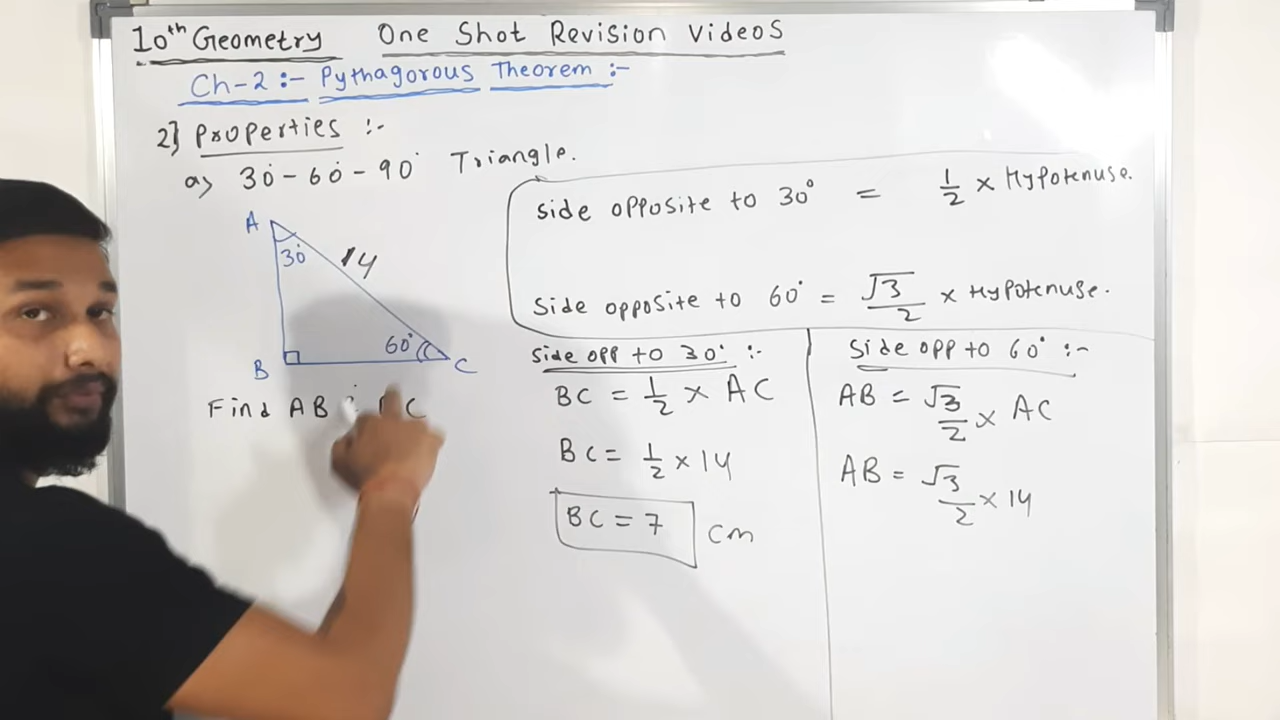 10th Geometry One Shot Revision Videos
Ch-2 :- Pythagorous Theorem :-
2] Properties :-
a) 30° - 60° - 90° Triangle.
Side opposite to 30° = 1/2 × Hypotenuse.
Side opposite to 60° = √3/2 × Hypotenuse.
A
30°
14
60°
B
C
Find AB C
Side opp to 30° :-
BC = 1/2 × AC
BC = 1/2 × 14
BC = 7 cm
Side opp to 60° :-
AB = √3/2 × AC
AB = √3/2 × 14